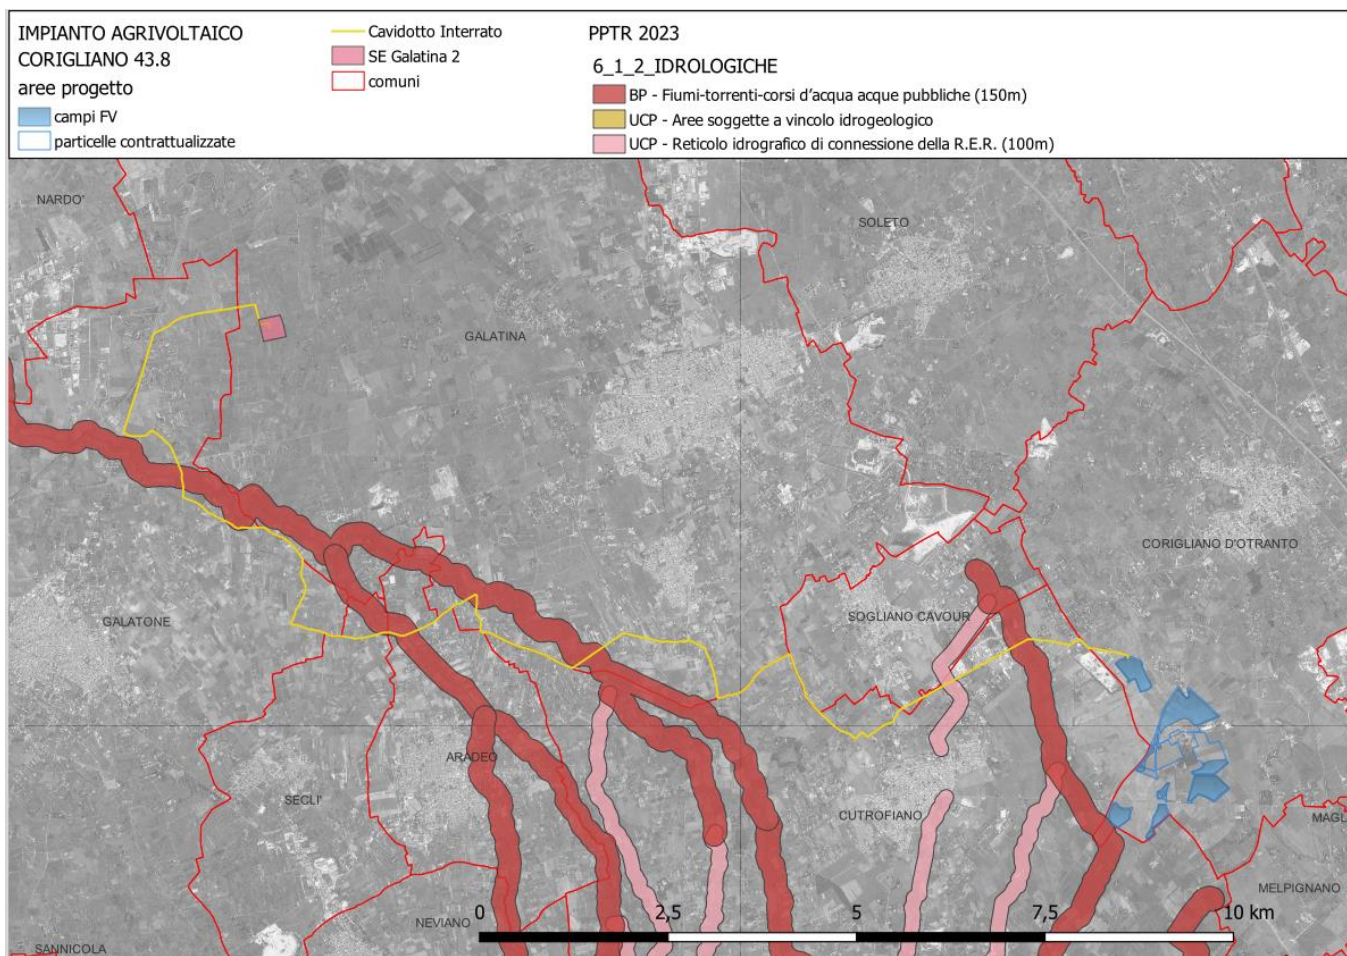 IMPIANTO AGRIVOLTAICO
CORIGLIANO 43.8
aree progetto
campi FV
particelle contrattualizzate
Cavidotto Interrato
SE Galatina 2
comuni
PPTR 2023
6_1_2_IDROLOGICHE
BP - Fiumi-torrenti-corsi d'acqua acque pubbliche (150m)
UCP - Aree soggette a vincolo idrogeologico
UCP - Reticolo idrografico di connessione della R.E.R. (100m)
NARDO'
SOLETO
GALATINA
CORIGLIANO D'OTRANTO
GALATONE
SOGLIANO CAVOUR
ARADEO
SECLI'
CUTROFIANO
MAGL
MELPIGNANO
NEVIANO
SANNICOLA
0 2,5 5 7,5 10 km